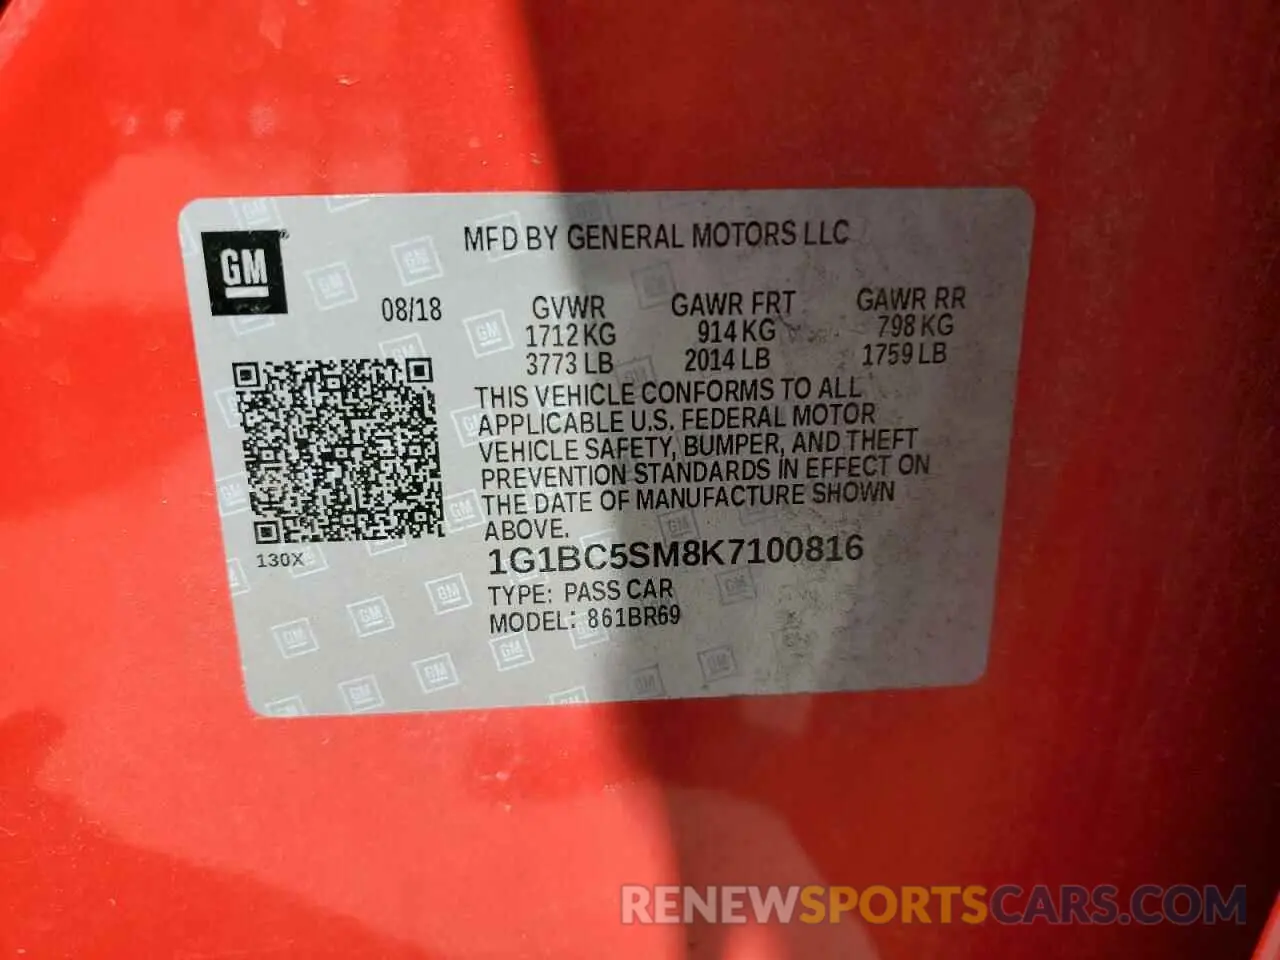 MFD BY GENERAL MOTORS LLC
GM
08/18 GVWR GAWR FRT GAWR RR
1712 KG 914 KG 798 KG
3773 LB 2014 LB 1759 LB
THIS VEHICLE CONFORMS TO ALL
APPLICABLE U.S. FEDERAL MOTOR
VEHICLE SAFETY, BUMPER, AND THEFT
PREVENTION STANDARDS IN EFFECT ON
THE DATE OF MANUFACTURE SHOWN
ABOVE.
130X
1G1BC5SM8K7100816
TYPE: PASS CAR
MODEL: 861BR69
RENEWSPORTSCARS.COM